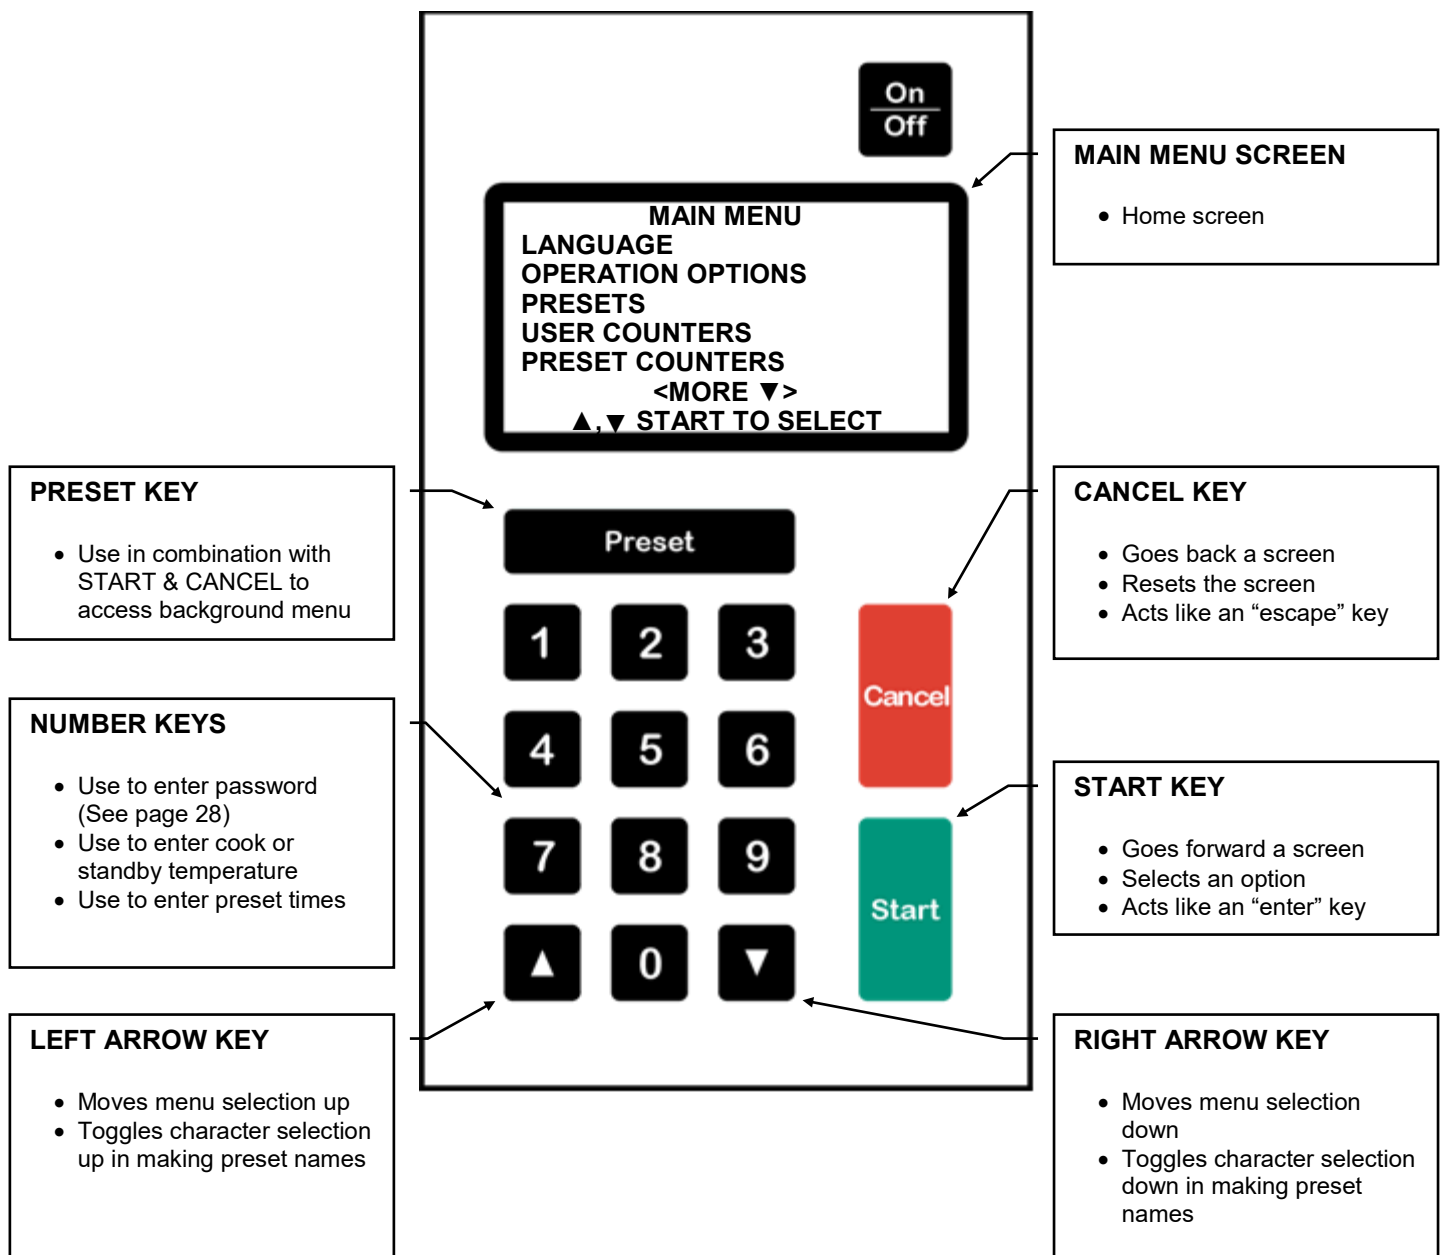 On
Off
MAIN MENU SCREEN
• Home screen
MAIN MENU
LANGUAGE
OPERATION OPTIONS
PRESETS
USER COUNTERS
PRESET COUNTERS
<MORE ▼>
▲,▼ START TO SELECT
PRESET KEY
• Use in combination with
START & CANCEL to
access background menu
CANCEL KEY
• Goes back a screen
• Resets the screen
• Acts like an “escape” key
Preset
1 2 3
Cancel
NUMBER KEYS
• Use to enter password
(See page 28)
• Use to enter cook or
standby temperature
• Use to enter preset times
4 5 6
START KEY
• Goes forward a screen
• Selects an option
• Acts like an “enter” key
7 8 9
Start
▲ 0 ▼
LEFT ARROW KEY
• Moves menu selection up
• Toggles character selection
up in making preset names
RIGHT ARROW KEY
• Moves menu selection
down
• Toggles character selection
down in making preset
names